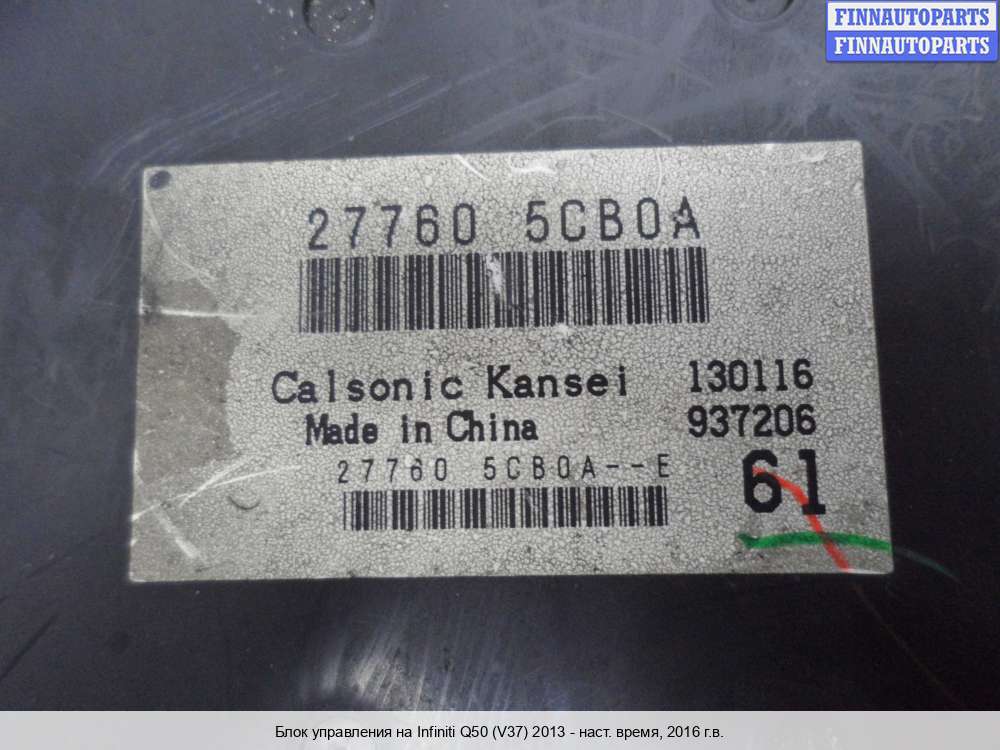 FINNAUTOPARTS
FINNAUTOPARTS
27760 5CB0A
Calsonic Kansei 130116
Made in China 937206
27760 5CB0A--E 61
Блок управления на Infiniti Q50 (V37) 2013 - наст. время, 2016 г.в.